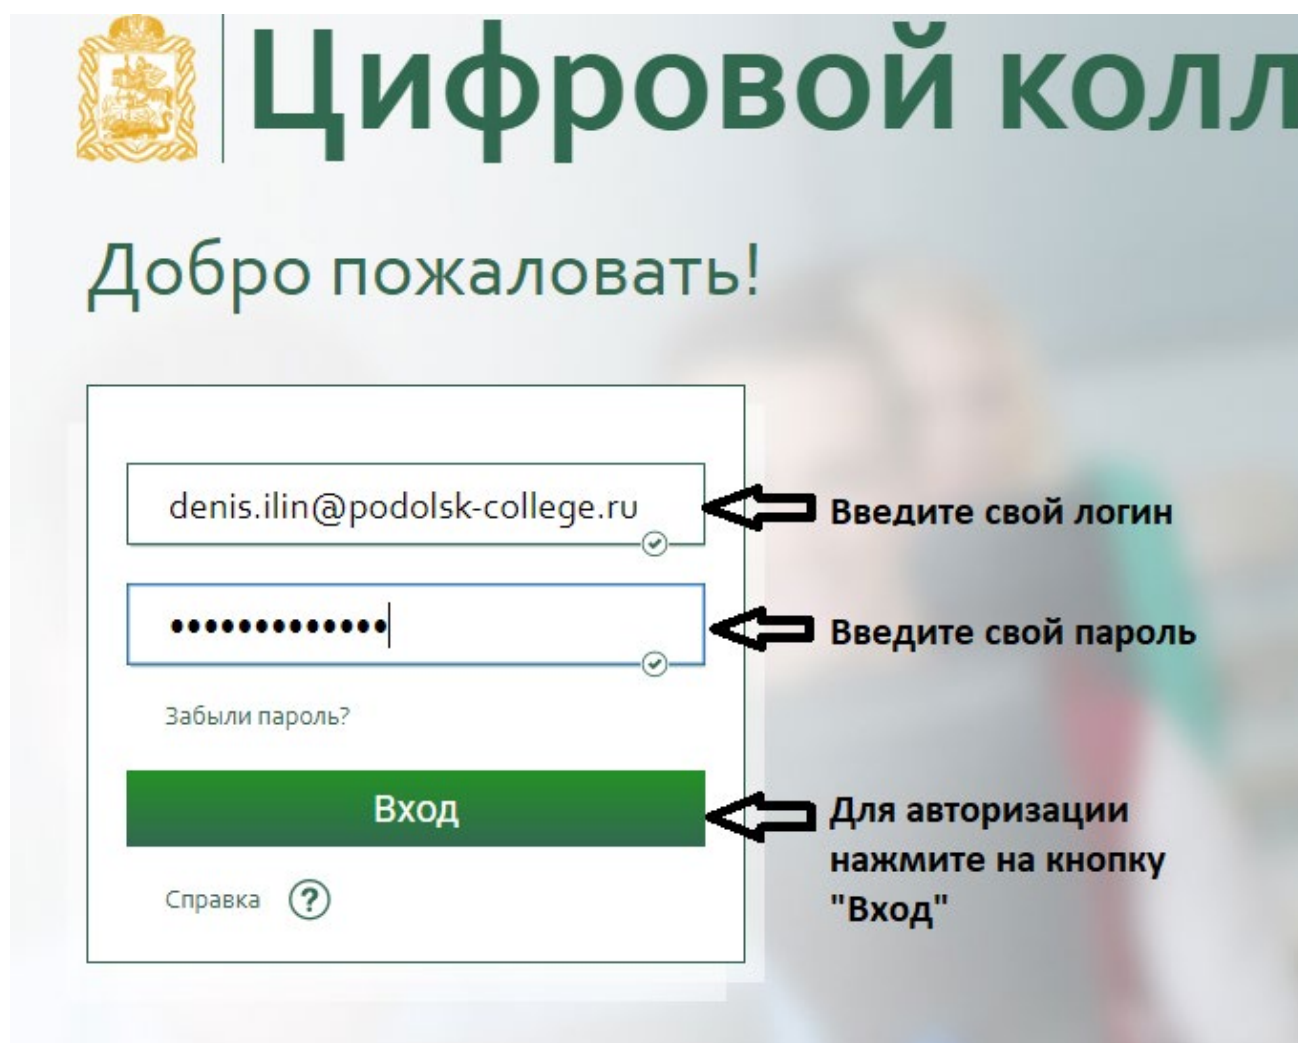 Цифровой колл
Добро пожаловать!
denis.ilin@podolsk-college.ru
Введите свой логин
•••••••••••••
Введите свой пароль
Забыли пароль?
Вход
Для авторизации
нажмите на кнопку
"Вход"
Справка ?